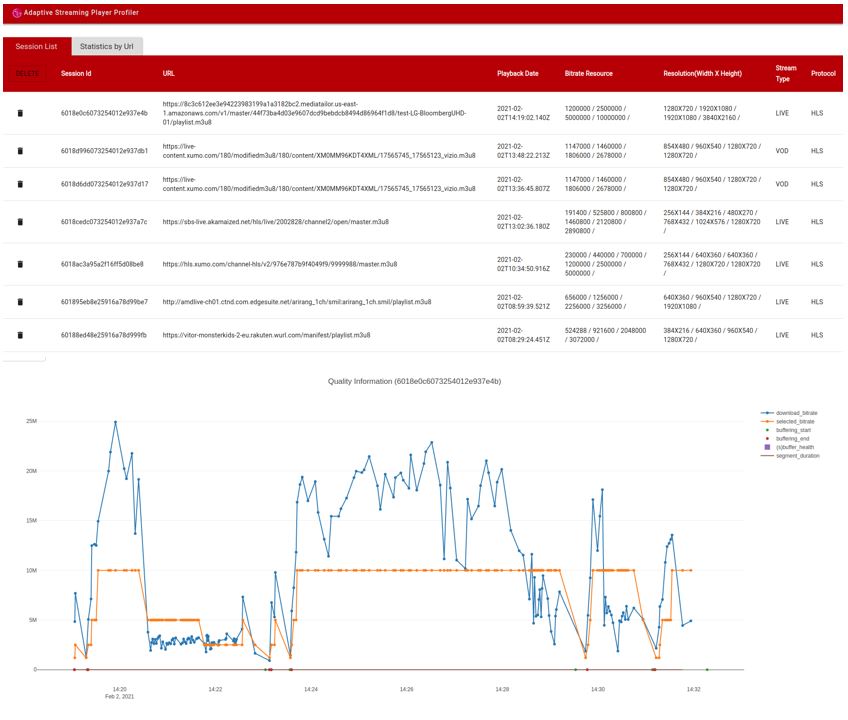 Adaptive Streaming Player Profiler
Session List Statistics by Url
DELETE Session Id URL Playback Date Bitrate Resource Resolution(Width X Height) Stream Type Protocol
6018e0c6073254012e937e4b https://8c3c612ee3e94223983199a1a3182bc2.mediatailor.us-east-1.amazonaws.com/v1/master/44f73ba4d03e9607dcd9bebdcb8494d86964f1d8/test-LG-BloombergUHD-01/playlist.m3u8 2021-02-02T14:19:02.140Z 1200000 / 2500000 / 5000000 / 10000000 / 1280X720 / 1920X1080 / 1920X1080 / 3840X2160 / LIVE HLS
6018d996073254012e937db1 https://live-content.xumo.com/180/modifiedm3u8/180/content/XM0MM96KDT4XML/17565745_17565123_vizio.m3u8 2021-02-02T13:48:22.213Z 1147000 / 1460000 / 1806000 / 2678000 / 854X480 / 960X540 / 1280X720 / 1280X720 / VOD HLS
6018d6dd073254012e937d17 https://live-content.xumo.com/180/modifiedm3u8/180/content/XM0MM96KDT4XML/17565745_17565123_vizio.m3u8 2021-02-02T13:36:45.807Z 1147000 / 1460000 / 1806000 / 2678000 / 854X480 / 960X540 / 1280X720 / 1280X720 / VOD HLS
6018cedc073254012e937a7c https://sbs-live.akamaized.net/hls/live/2002828/channel2/open/master.m3u8 2021-02-02T13:02:36.180Z 191400 / 525800 / 800800 / 1460800 / 2120800 / 2890800 / 256X144 / 384X216 / 480X270 / 768X432 / 1024X576 / 1280X720 / LIVE HLS
6018ac3a95a2f16ff5d08be8 https://hls.xumo.com/channel-hls/v2/976e787b9f4049f9/9999988/master.m3u8 2021-02-02T10:34:50.916Z 230000 / 440000 / 700000 / 1200000 / 2500000 / 5000000 / 256X144 / 640X360 / 640X360 / 768X432 / 1280X720 / 1280X720 / LIVE HLS
601895eb8e25916a78d99be7 http://amdlive-ch01.ctnd.com.edgesuite.net/arirang_1ch/smil:arirang_1ch.smil/playlist.m3u8 2021-02-02T08:59:39.521Z 656000 / 1256000 / 2256000 / 3256000 / 640X360 / 960X540 / 1280X720 / 1920X1080 / LIVE HLS
60188ed48e25916a78d999fb https://vitor-monsterkids-2-eu.rakuten.wurl.com/manifest/playlist.m3u8 2021-02-02T08:29:24.451Z 524288 / 921600 / 2048000 / 3072000 / 384X216 / 640X360 / 960X540 / 1280X720 / LIVE HLS
Quality Information (6018e0c6073254012e937e4b)
download_bitrate
selected_bitrate
buffering_start
buffering_end
(s)buffer_health
segment_duration
25M
20M
15M
10M
5M
0
14:20 14:22 14:24 14:26 14:28 14:30 14:32
Feb 2, 2021